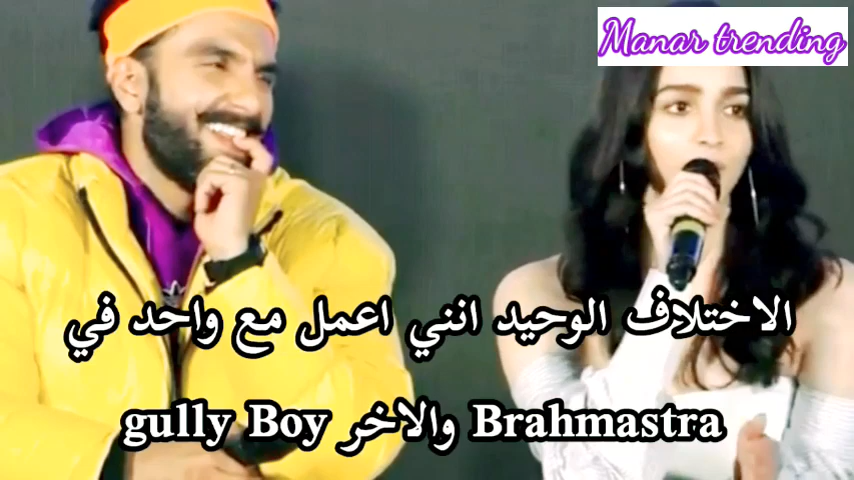 Manar trending
الاختلاف الوحيد انني اعمل مع واحد في
gully Boy والاخر Brahmastra